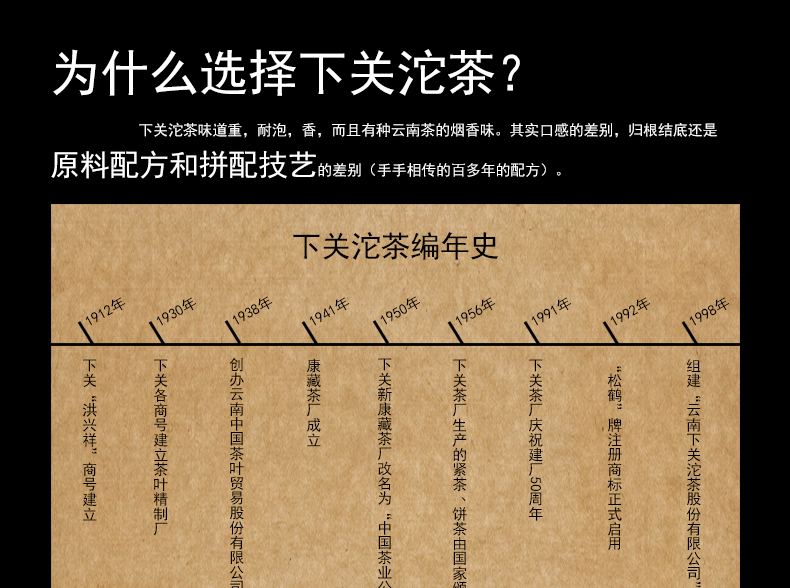 为什么选择下关沱茶？
下关沱茶味道重，耐泡，香，而且有种云南茶的烟香味。其实口感的差别，归根结底还是
原料配方和拼配技艺的差别（手手相传的百多年的配方）。
下关沱茶编年史
1912年
下关“洪兴祥”商号建立
1930年
下关各商号建立茶叶精制厂
1938年
创办云南中国茶叶贸易股份有限公司
1941年
康藏茶厂成立
1950年
下关新康藏茶厂改名为“中国茶业公
1956年
下关茶厂生产的紧茶、饼茶由国家颁
1991年
下关茶厂庆祝建厂50周年
1992年
“松鹤”牌注册商标正式启用
1998年
组建“云南下关沱茶股份有限公司”